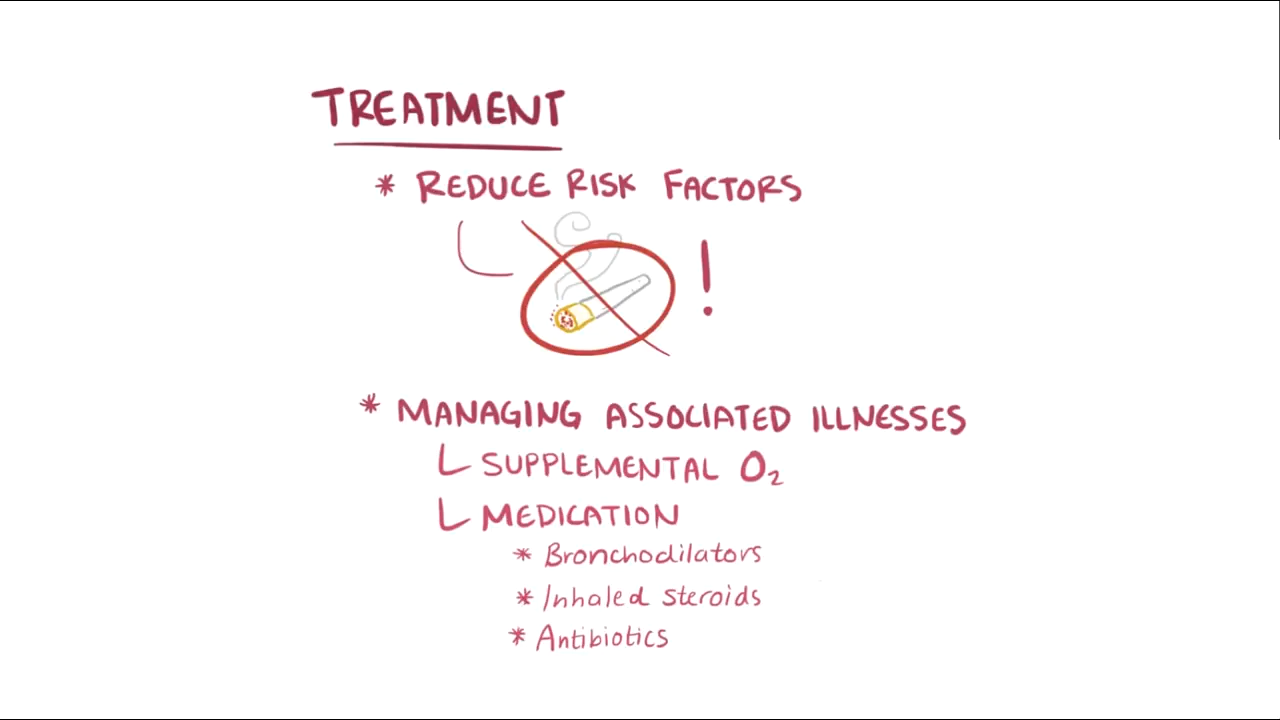 TREATMENT
* REDUCE RISK FACTORS
!
* MANAGING ASSOCIATED ILLNESSES
SUPPLEMENTAL O₂
MEDICATION
* Bronchodilators
* Inhaled steroids
* Antibiotics